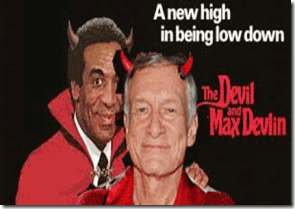 A new high
in being low down
The Devil
and
Max Devlin